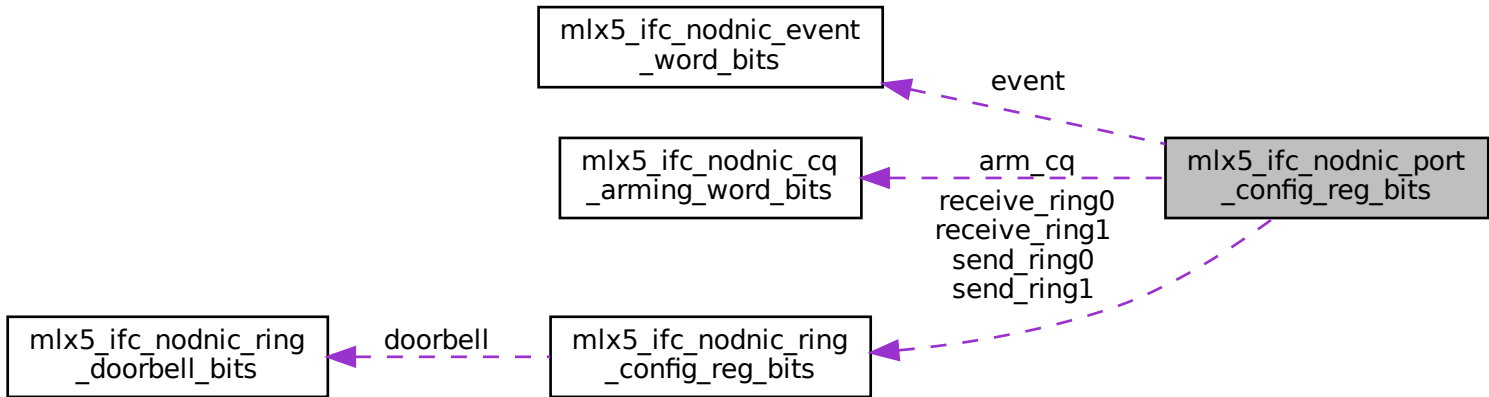 mlx5_ifc_nodnic_event
_word_bits
event
mlx5_ifc_nodnic_cq
_arming_word_bits
arm_cq
mlx5_ifc_nodnic_port
_config_reg_bits
receive_ring0
receive_ring1
send_ring0
send_ring1
mlx5_ifc_nodnic_ring
_doorbell_bits
doorbell
mlx5_ifc_nodnic_ring
_config_reg_bits